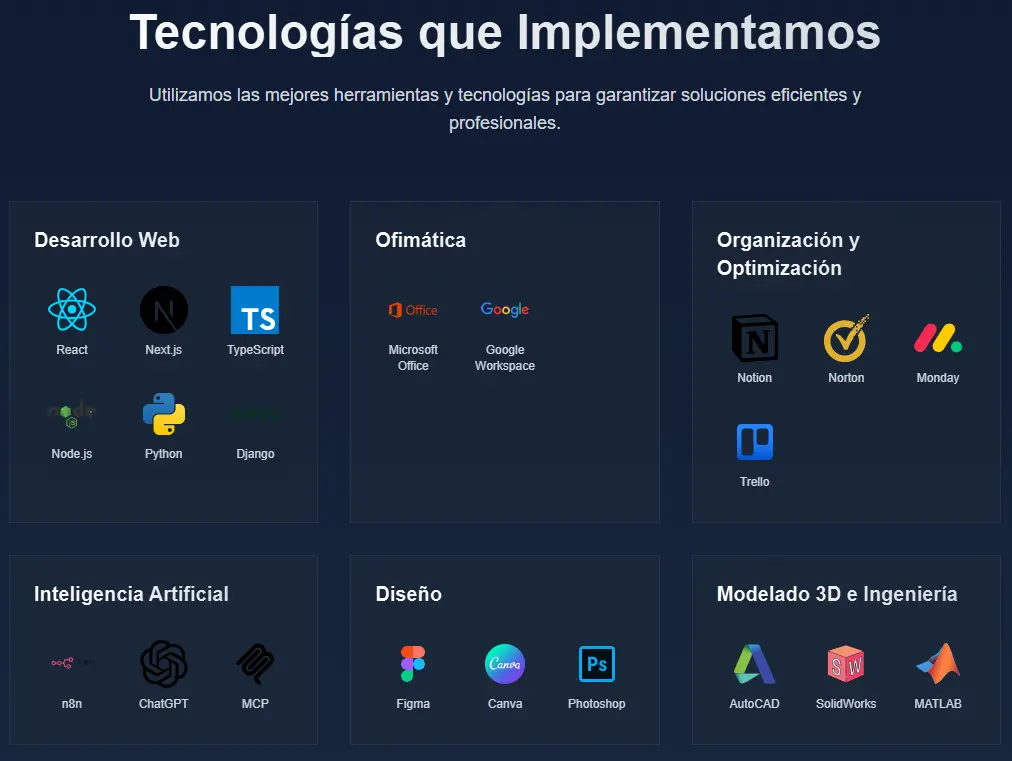 Tecnologías que Implementamos
Utilizamos las mejores herramientas y tecnologías para garantizar soluciones eficientes y
profesionales.
Desarrollo Web
N
TS
React
Next.js
TypeScript
node
JS
Node.js
Python
Django
Ofimática
Office
Google
Microsoft
Office
Google
Workspace
Organización y
Optimización
N
Notion
Norton
Monday
Trello
Inteligencia Artificial
n8n
ChatGPT
MCP
Diseño
Canva
Ps
Figma
Canva
Photoshop
Modelado 3D e Ingeniería
S W
AutoCAD
SolidWorks
MATLAB